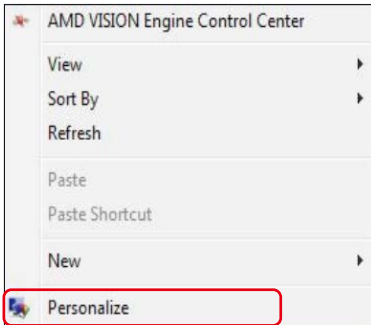 AMD VISION Engine Control Center
View
Sort By
Refresh
Paste
Paste Shortcut
New
Personalize